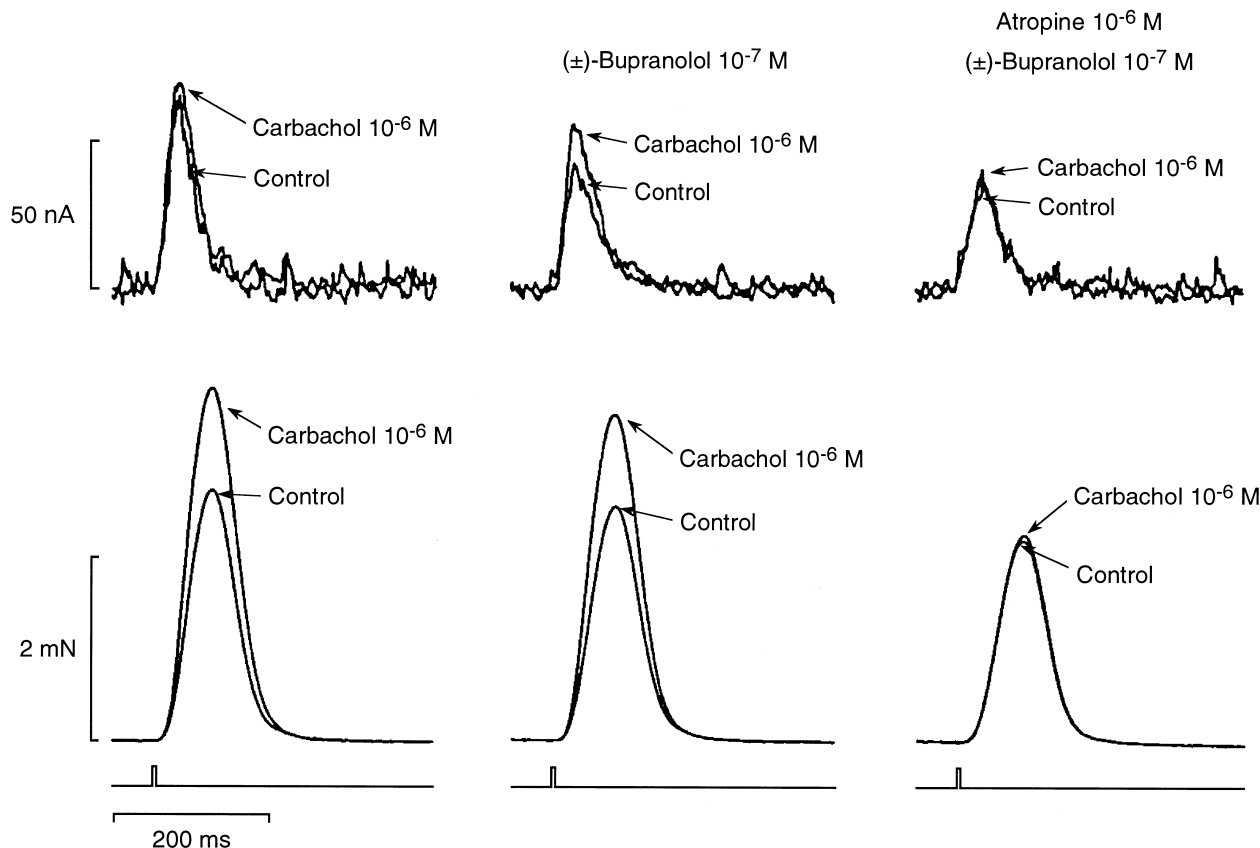 Atropine 10⁻⁶ M
(±)-Bupranolol 10⁻⁷ M
(±)-Bupranolol 10⁻⁷ M
Carbachol 10⁻⁶ M
Control
Carbachol 10⁻⁶ M
Control
Carbachol 10⁻⁶ M
Control
50 nA
Carbachol 10⁻⁶ M
Control
Carbachol 10⁻⁶ M
Control
Carbachol 10⁻⁶ M
Control
2 mN
200 ms